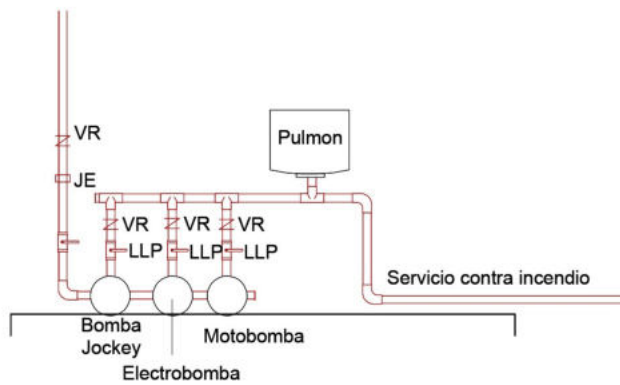 VR
Pulmon
JE
VR
VR
VR
LLP
LLP
LLP
Servicio contra incendio
Bomba
Jockey
Motobomba
Electrobomba